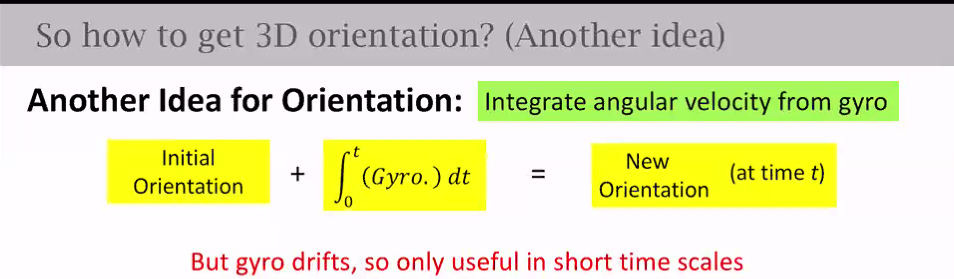 So how to get 3D orientation? (Another idea)
Another Idea for Orientation: Integrate angular velocity from gyro
Initial Orientation + ∫₀ᵗ (Gyro.) dt = New Orientation (at time t)
But gyro drifts, so only useful in short time scales